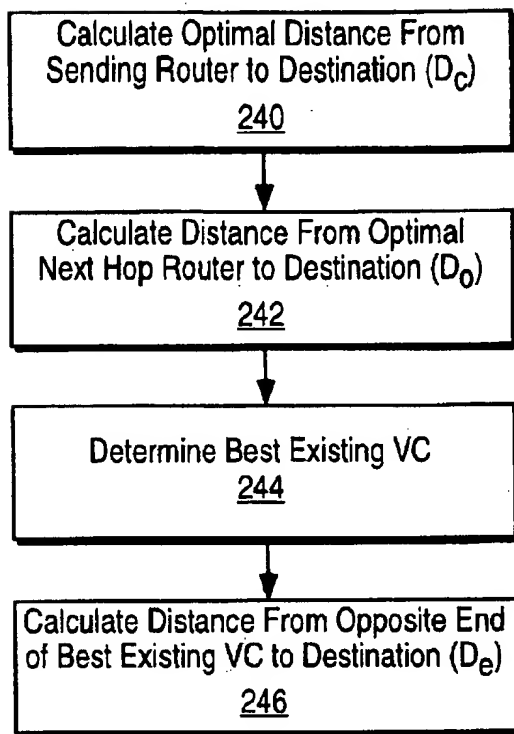 Calculate Optimal Distance From
Sending Router to Destination (Dc)
240
Calculate Distance From Optimal
Next Hop Router to Destination (Do)
242
Determine Best Existing VC
244
Calculate Distance From Opposite End
of Best Existing VC to Destination (De)
246